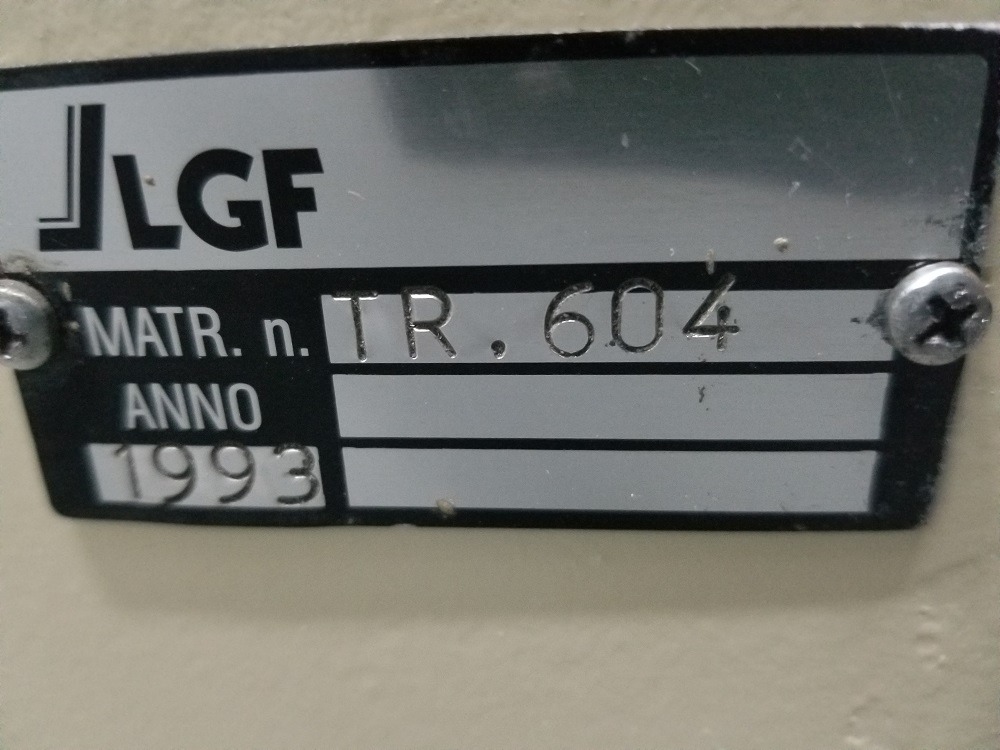 LGF
MATR. n. TR. 604
ANNO
1993